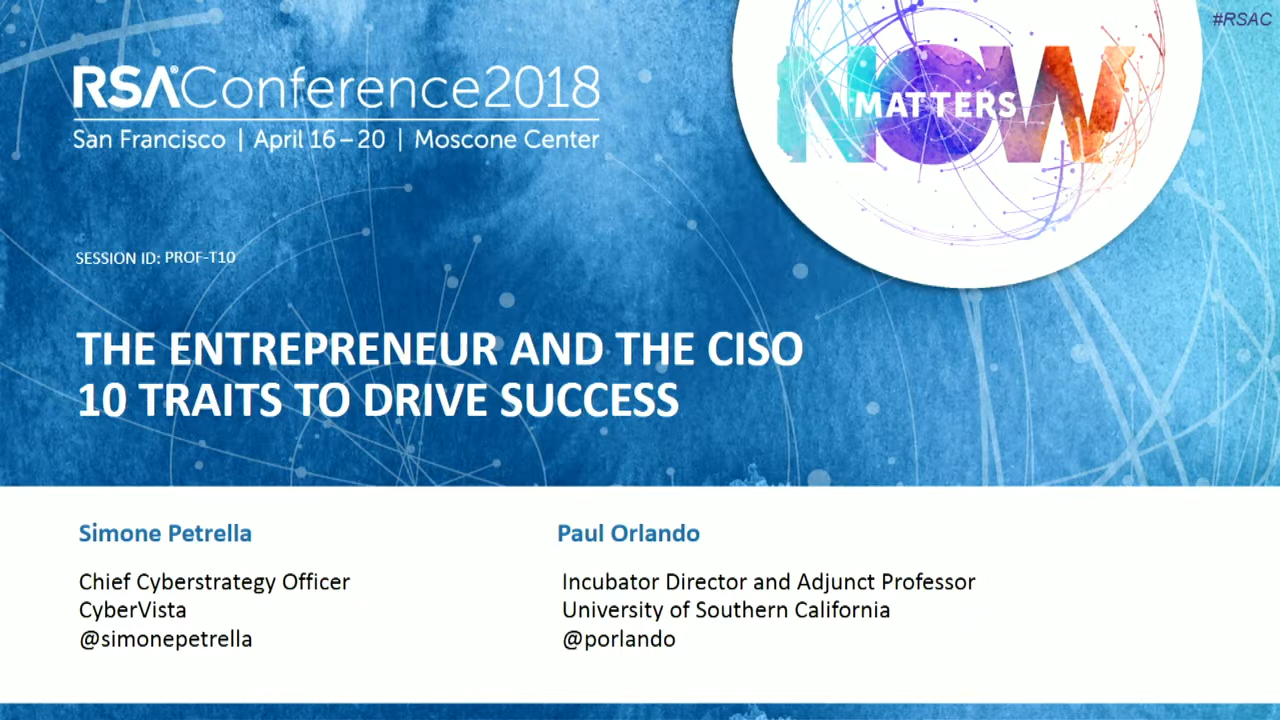 #RSAC
RSAConference2018
San Francisco | April 16–20 | Moscone Center
NOW
MATTERS
SESSION ID: PROF-T10
THE ENTREPRENEUR AND THE CISO
10 TRAITS TO DRIVE SUCCESS
Simone Petrella
Chief Cyberstrategy Officer
CyberVista
@simonepetrella
Paul Orlando
Incubator Director and Adjunct Professor
University of Southern California
@porlando